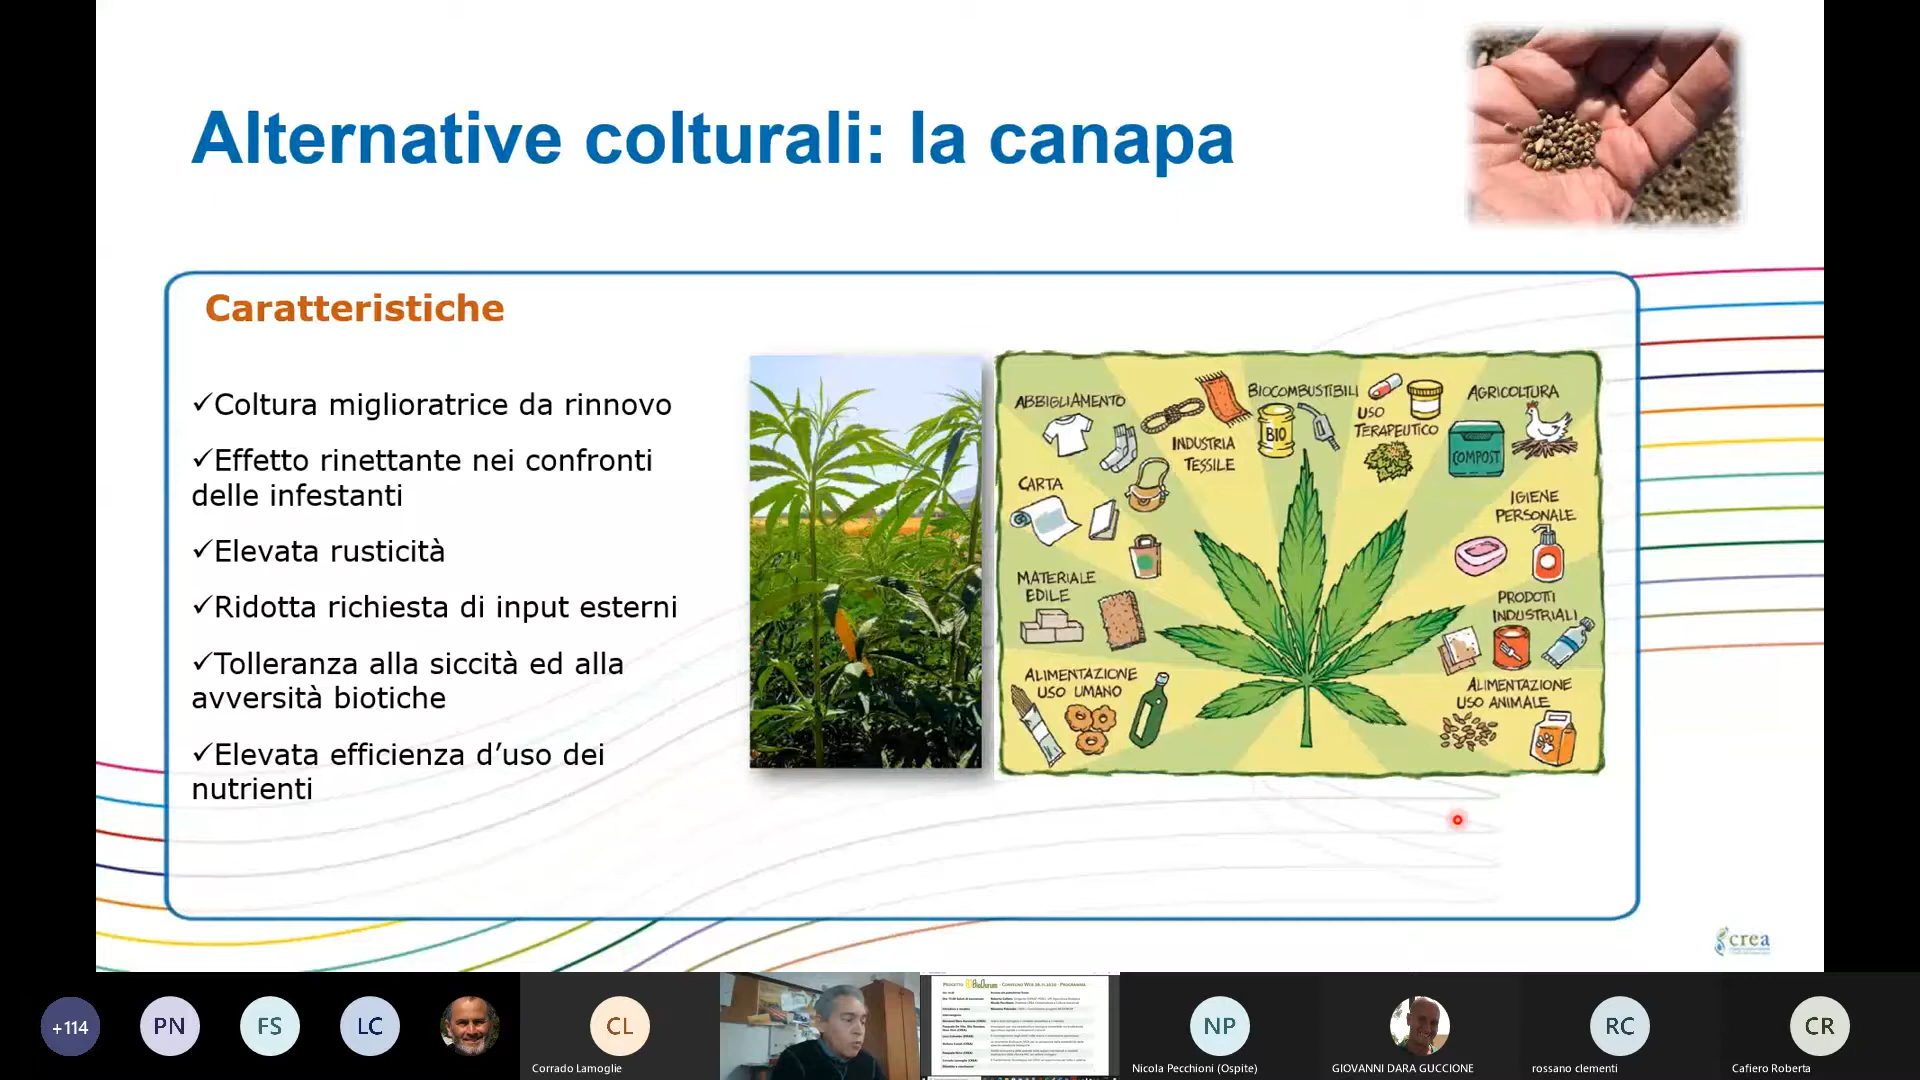 Alternative colturali: la canapa
Caratteristiche
✓Coltura miglioratrice da rinnovo
✓Effetto rinettante nei confronti
delle infestanti
✓Elevata rusticità
✓Ridotta richiesta di input esterni
✓Tolleranza alla siccità ed alla
avversità biotiche
✓Elevata efficienza d’uso dei
nutrienti
ABBIGLIAMENTO
INDUSTRIA
TESSILE
BIOCOMBUSTIBILI
BIO
USO
TERAPEUTICO
AGRICOLTURA
COMPOST
CARTA
IGIENE
PERSONALE
MATERIALE
EDILE
PRODOTTI
INDUSTRIALI
ALIMENTAZIONE
USO UMANO
ALIMENTAZIONE
USO ANIMALE
crea
+114
PN
FS
LC
CL
Corrado Lamoglie
NP
Nicola Pecchioni (Ospite)
GIOVANNI DARA GUCCIONE
RC
rossano clementi
CR
Cafiero Roberta